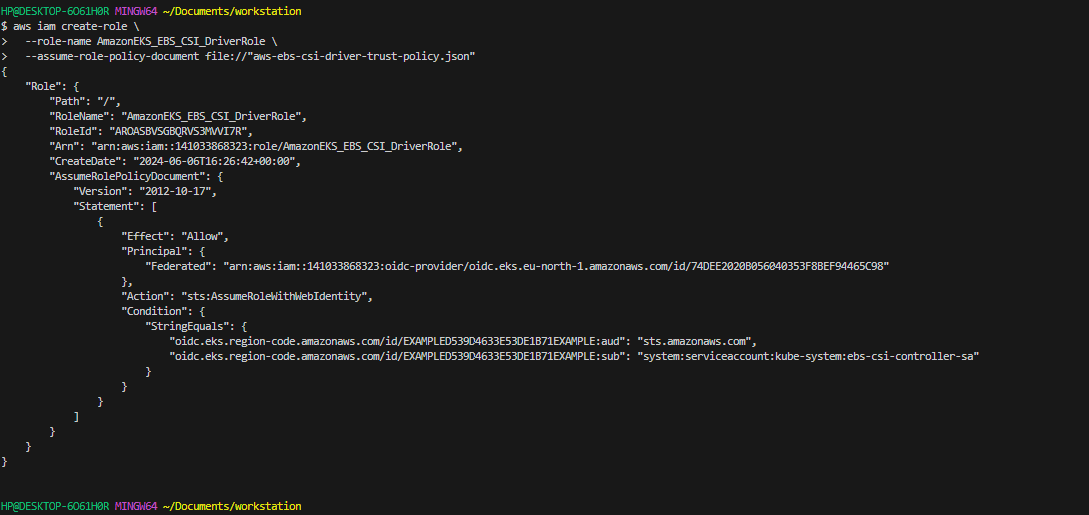 HP@DESKTOP-6O61H0R MINGW64 ~/Documents/workstation
$ aws iam create-role \
>   --role-name AmazonEKS_EBS_CSI_DriverRole \
>   --assume-role-policy-document file://"aws-ebs-csi-driver-trust-policy.json"
{
    "Role": {
        "Path": "/",
        "RoleName": "AmazonEKS_EBS_CSI_DriverRole",
        "RoleId": "AROASBVSGBQRVS3MVVI7R",
        "Arn": "arn:aws:iam::141033868323:role/AmazonEKS_EBS_CSI_DriverRole",
        "CreateDate": "2024-06-06T16:26:42+00:00",
        "AssumeRolePolicyDocument": {
            "Version": "2012-10-17",
            "Statement": [
                {
                    "Effect": "Allow",
                    "Principal": {
                        "Federated": "arn:aws:iam::141033868323:oidc-provider/oidc.eks.eu-north-1.amazonaws.com/id/74DEE2020B056040353F8BEF94465C98"
                    },
                    "Action": "sts:AssumeRoleWithWebIdentity",
                    "Condition": {
                        "StringEquals": {
                            "oidc.eks.region-code.amazonaws.com/id/EXAMPLED539D4633E53DE1B71EXAMPLE:aud": "sts.amazonaws.com",
                            "oidc.eks.region-code.amazonaws.com/id/EXAMPLED539D4633E53DE1B71EXAMPLE:sub": "system:serviceaccount:kube-system:ebs-csi-controller-sa"
                        }
                    }
                }
            ]
        }
    }
}
HP@DESKTOP-6O61H0R MINGW64 ~/Documents/workstation